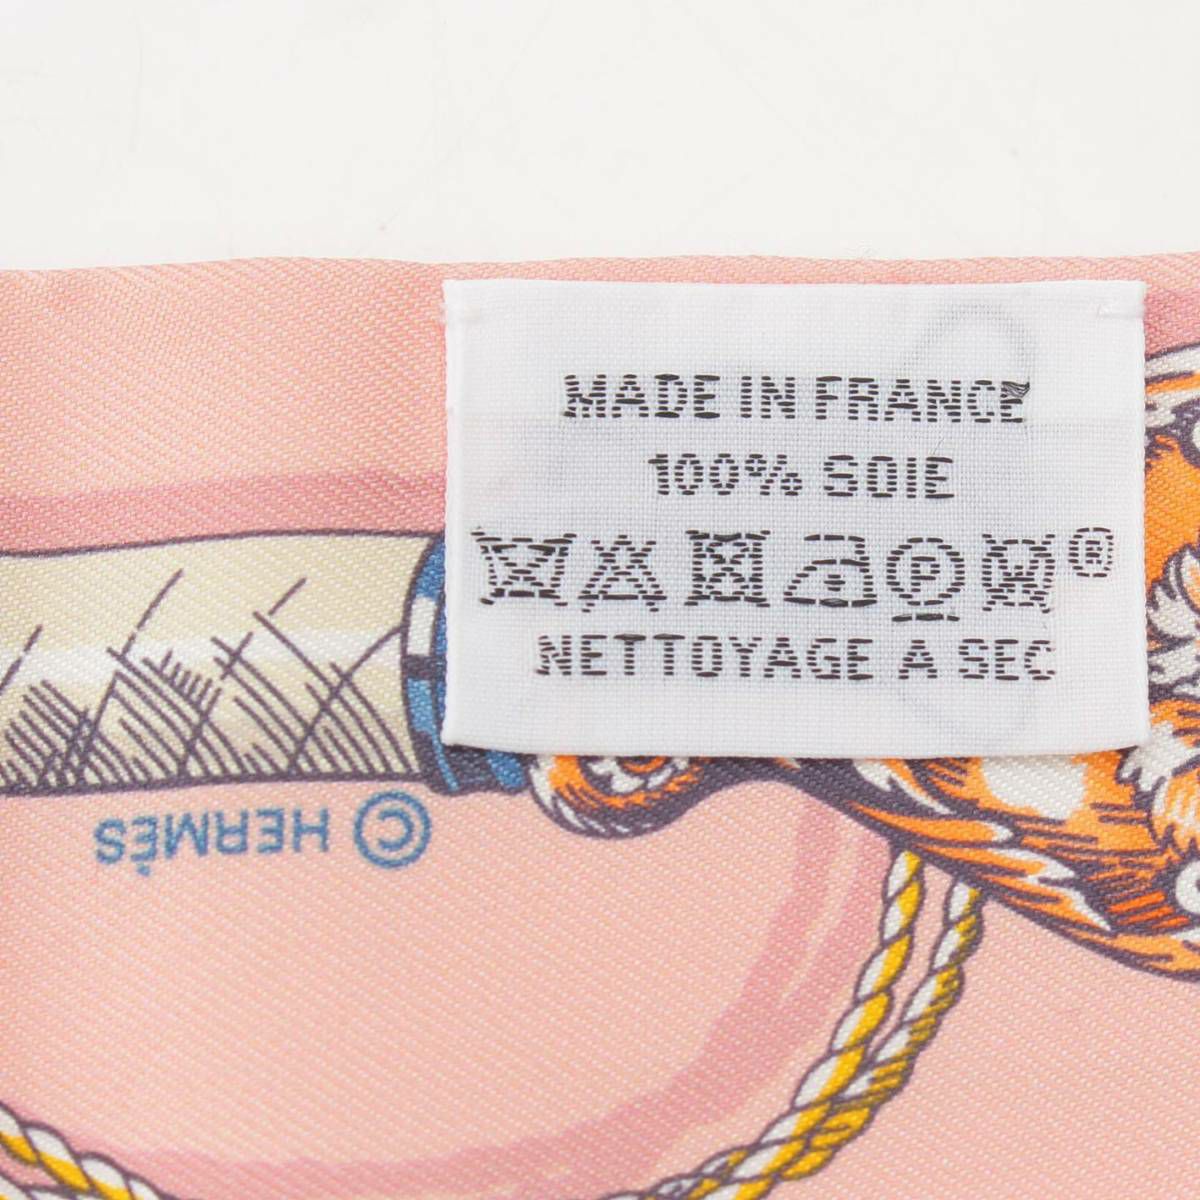 MADE IN FRANCE
100% SOIE
P W ®
NETTOYAGE A SEC
© HERMÈS